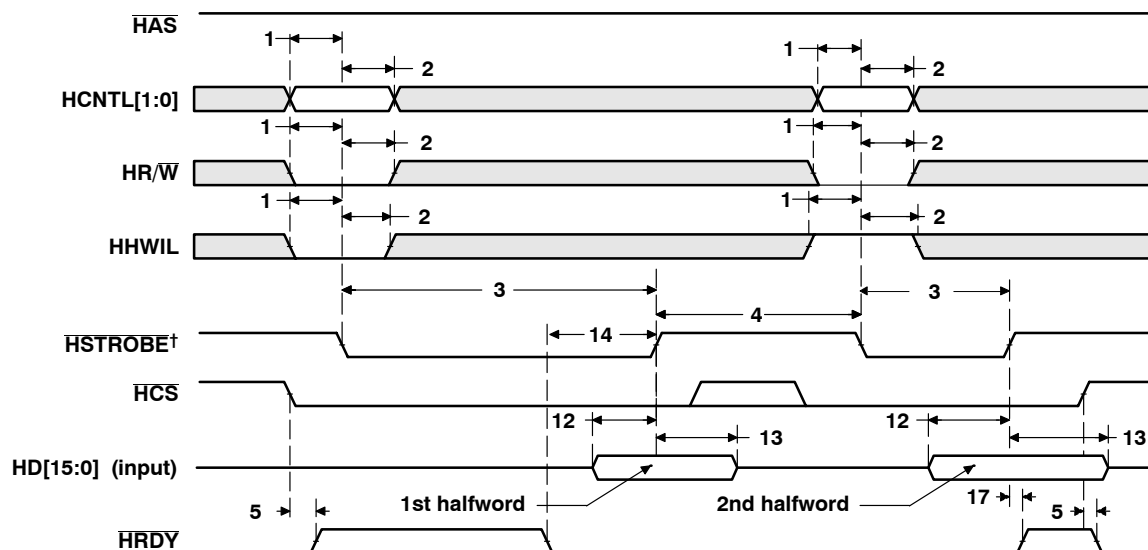 HAS
1
2
HCNTL[1:0]
1 1
2 2
1 1
HR/W
2 2
1 1
2 2
HHWIL
3 3
4
14
HSTROBE†
HCS
12 12
13 13
HD[15:0] (input)
1st halfword 2nd halfword
17
5 5
HRDY